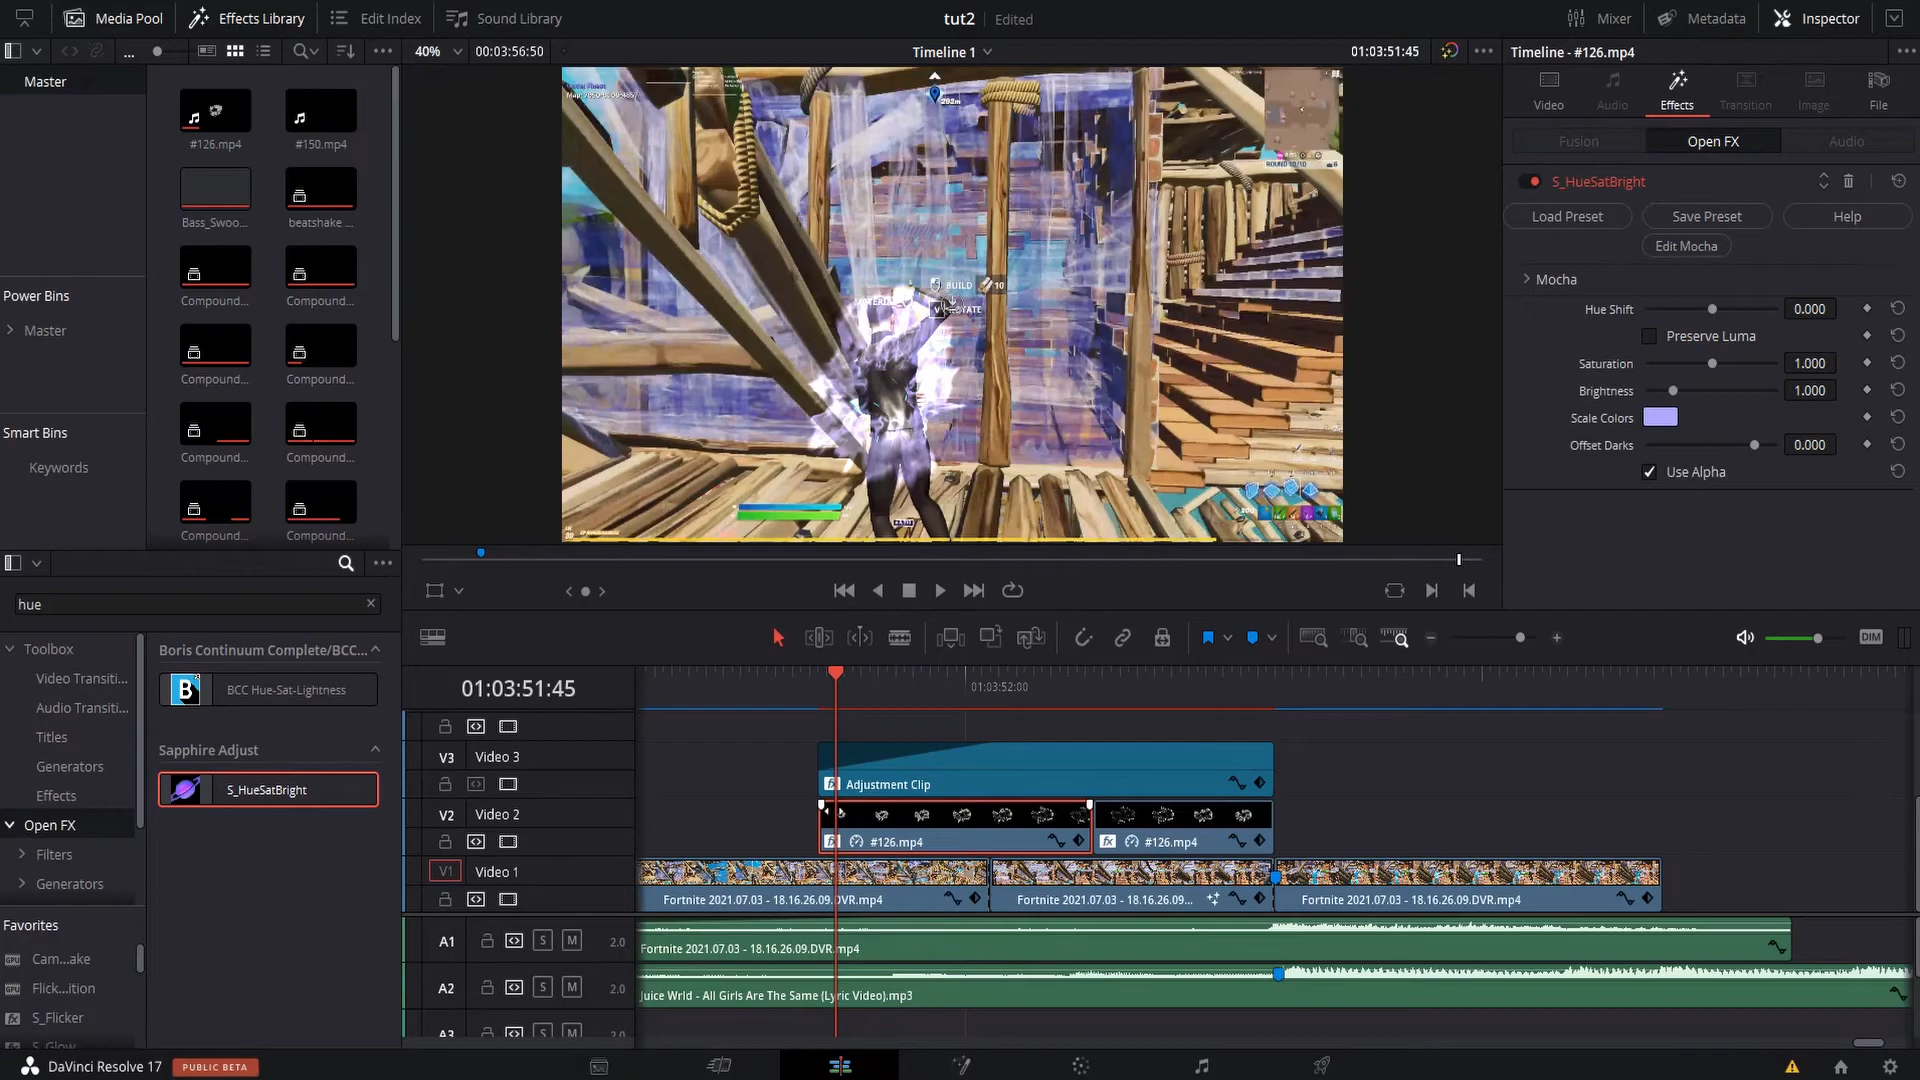 Media Pool
Effects Library
Edit Index
Sound Library
tut2
Edited
Mixer
Metadata
Inspector
...
40%
00:03:56:50
Timeline 1
01:03:51:45
Timeline - #126.mp4
Master
#126.mp4
#150.mp4
Bass_Swoo...
beatshake ...
Compound...
Compound...
Compound...
Compound...
Compound...
Compound...
Compound...
Compound...
Power Bins
Master
Smart Bins
Keywords
292m
ROUND 10/10
BUILD
10
Video
Audio
Effects
Transition
Image
File
Fusion
Open FX
Audio
S_HueSatBright
Load Preset
Save Preset
Help
Edit Mocha
Mocha
Hue Shift
0.000
Preserve Luma
Saturation
1.000
Brightness
1.000
Scale Colors
Offset Darks
0.000
Use Alpha
hue
Toolbox
Video Transiti...
Audio Transiti...
Titles
Generators
Effects
Open FX
Filters
Generators
Favorites
Cam...ake
Flick...ition
S_Flicker
S_Glow
Boris Continuum Complete/BCC...
BCC Hue-Sat-Lightness
Sapphire Adjust
S_HueSatBright
DIM
01:03:51:45
01:03:52:00
V3
Video 3
Adjustment Clip
V2
Video 2
#126.mp4
#126.mp4
V1
Video 1
Fortnite 2021.07.03 - 18.16.26.09.DVR.mp4
Fortnite 2021.07.03 - 18.16.26.09...
Fortnite 2021.07.03 - 18.16.26.09.DVR.mp4
A1
S
M
2.0
Fortnite 2021.07.03 - 18.16.26.09.DVR.mp4
A2
S
M
2.0
Juice Wrld - All Girls Are The Same (Lyric Video).mp3
A3
S
M
2.0
DaVinci Resolve 17
PUBLIC BETA